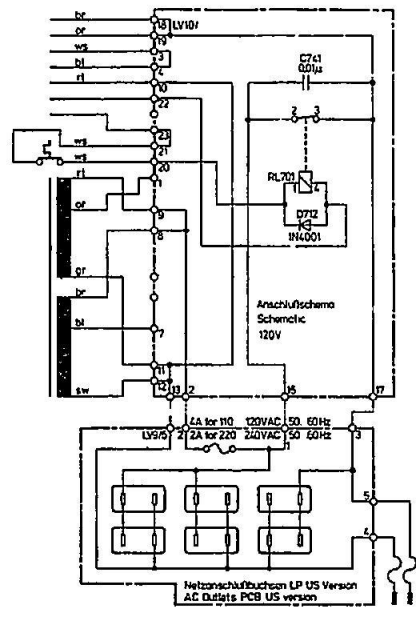 br
or
ws
bl
rt
18
19
3
4
10
22
23
21
20
1
9
8
7
11
12
LV107
C741
0,01µ
2
3
RL701
1
4
D712
1N4001
ws
ws
rt
or
or
br
bl
sw
Anschlußschema
Schematic
120V
13
2
15
17
LV9/5
2
4A for 110 120VAC 50. 60Hz
2A for 220 240VAC 50 60Hz
1
3
5
4
Netzanschlußbuchsen LP US Version
AC Outlets PCB US version